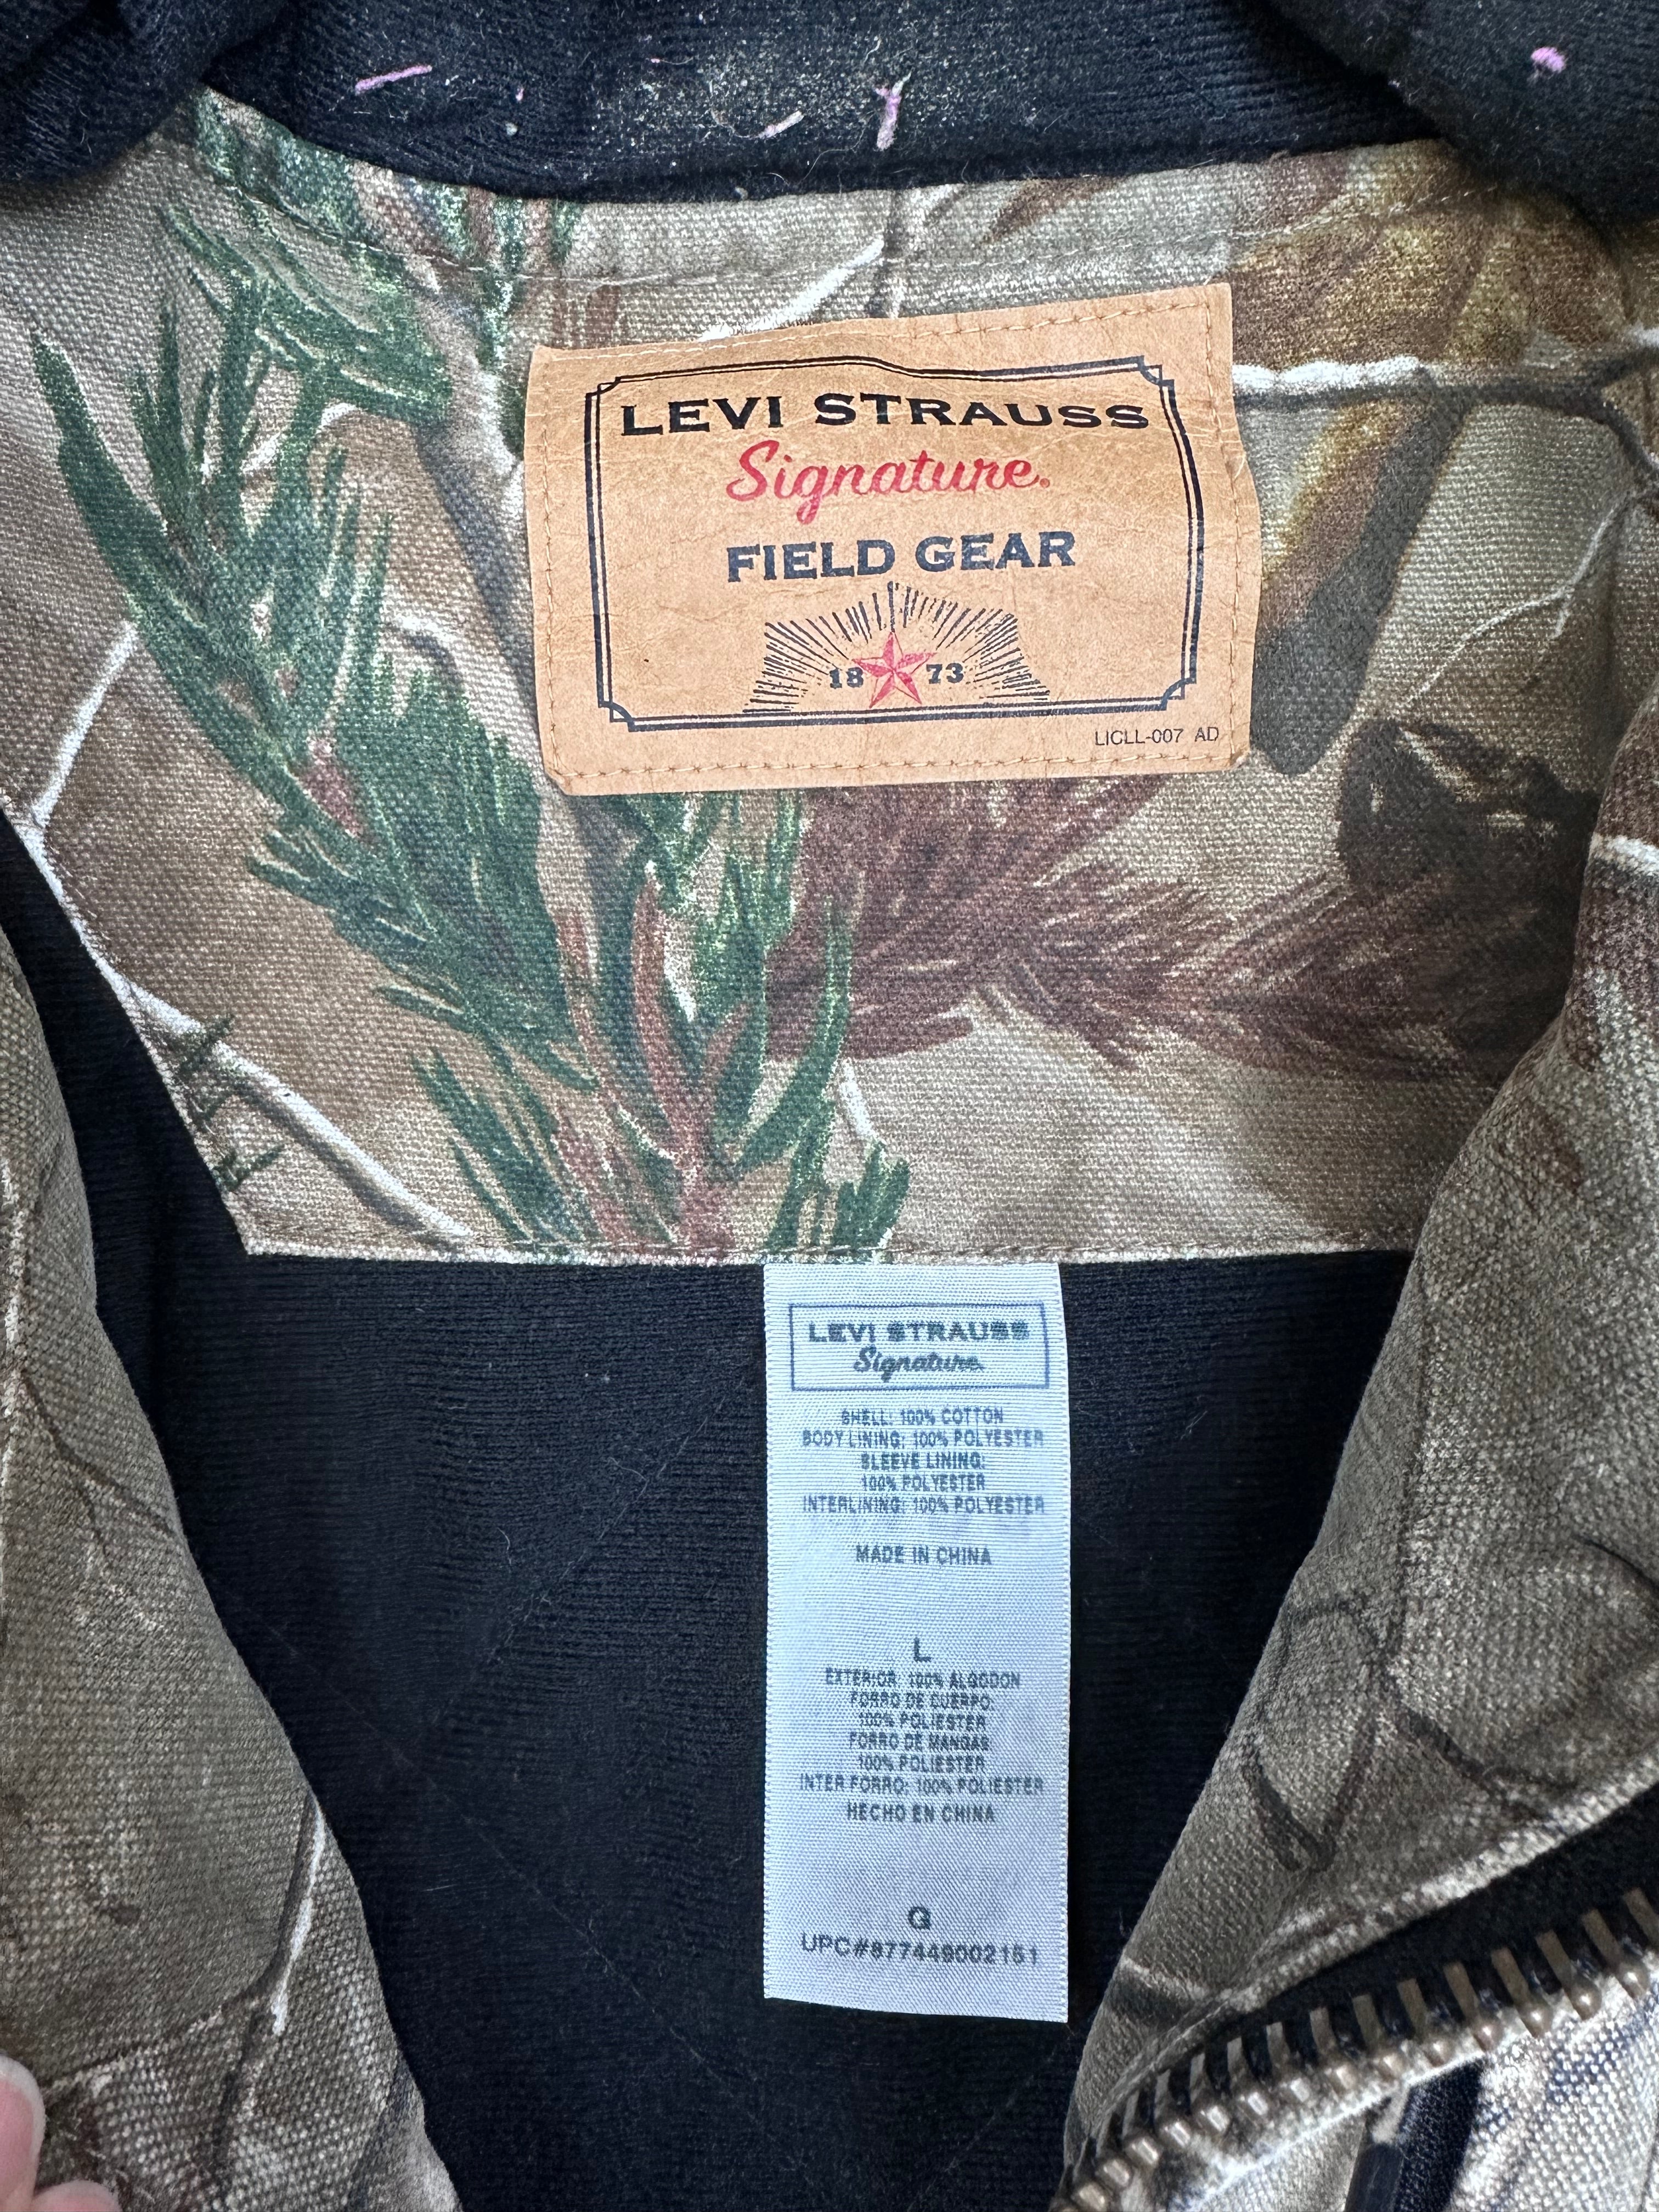 LEVI STRAUSS
Signature.
FIELD GEAR
18 73
LICLL-007 AD
LEVI STRAUSS
Signature
SHELL: 100% COTTON
BODY LINING: 100% POLYESTER
SLEEVE LINING:
100% POLYESTER
INTERLINING: 100% POLYESTER
MADE IN CHINA
L
EXTERIOR: 100% ALGODON
FORRO DE CUERPO
100% POLIESTER
FORRO DE MANGAS
100% POLIESTER
INTER FORRO: 100% POLIESTER
HECHO EN CHINA
G
UPC#877449002151